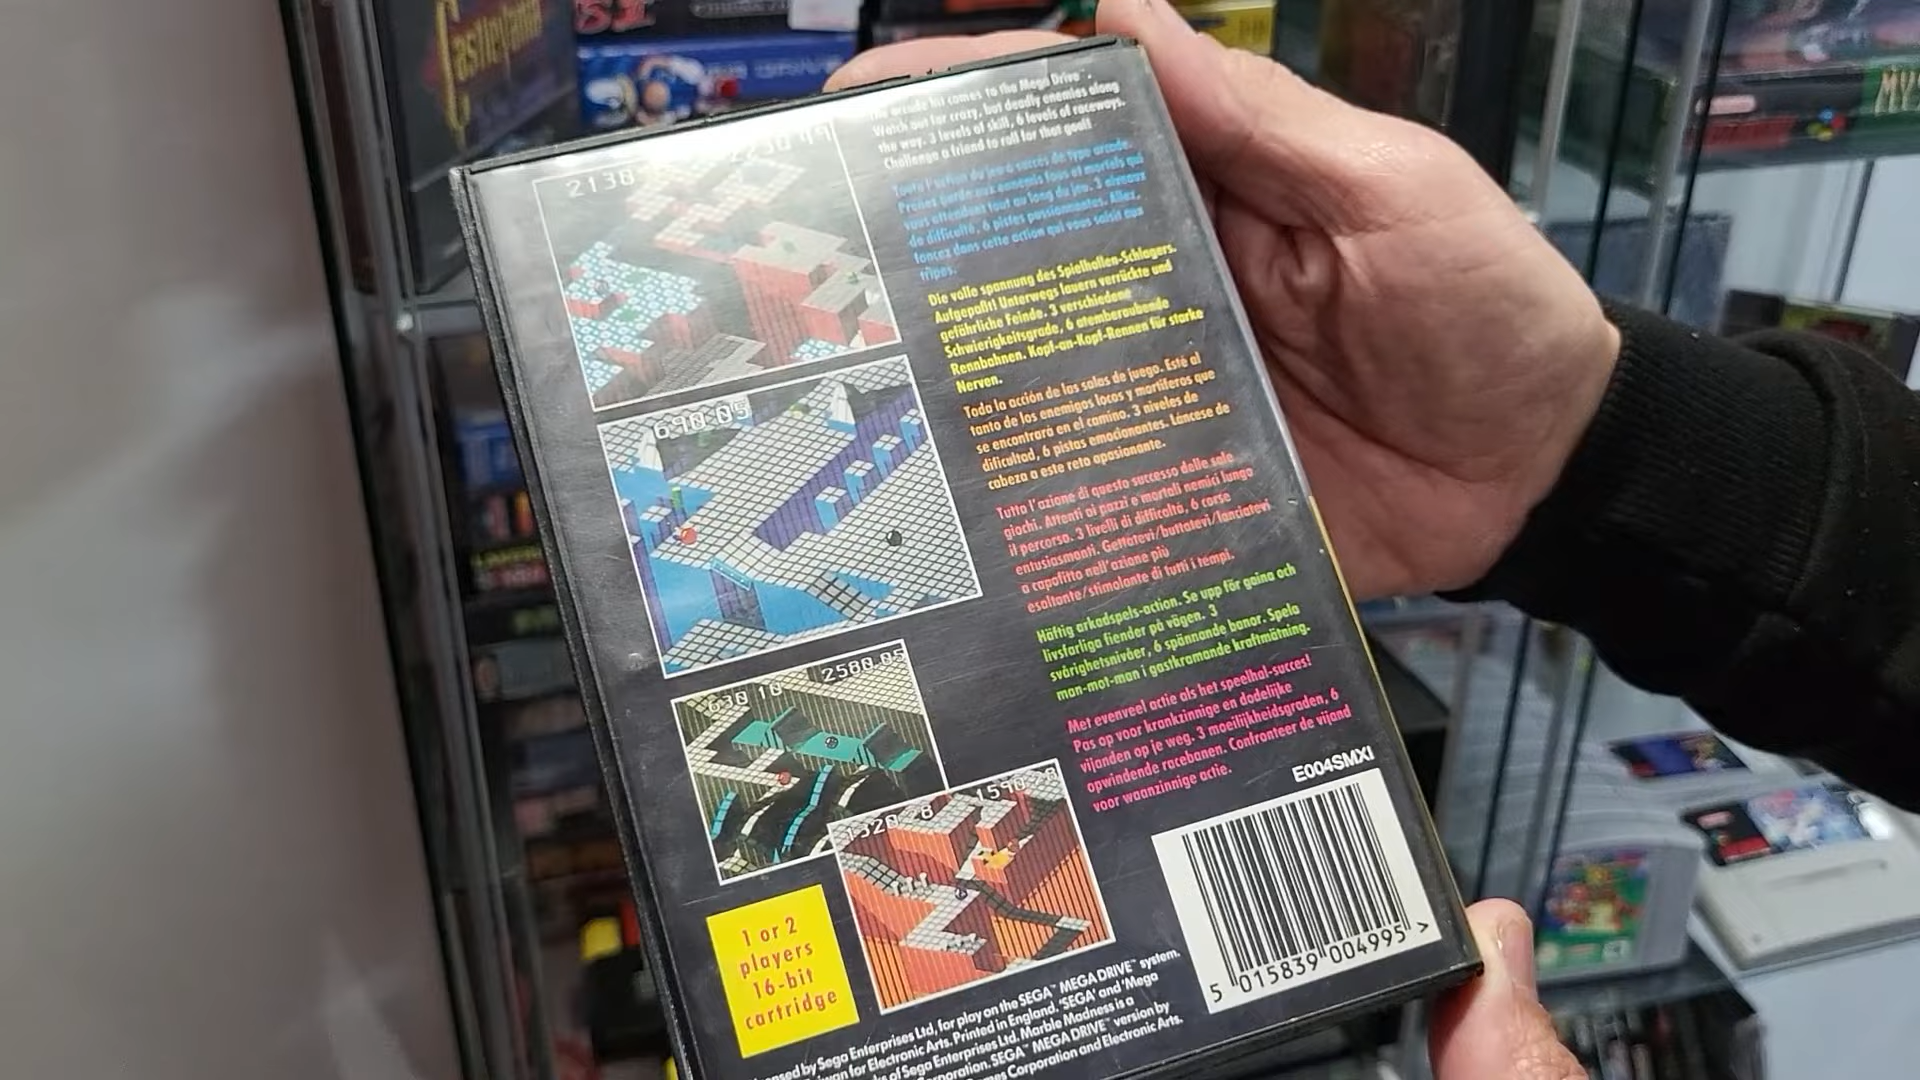 Castlevania
arcade hit comes to the Mega Drive™.
Watch out for crazy, but deadly enemies along
the way. 3 levels of skill, 6 levels of raceways.
Challenge a friend to roll for that goal!
Toute l'action du jeu à succès de type arcade.
Prenez garde aux ennemis fous et mortels qui
vous attendent tout au long du jeu. 3 niveaux
de difficulté, 6 pistes passionnantes. Allez,
foncez dans cette action qui vous saisit aux
tripes.
Die volle spannung des Spielhallen-Schlagers.
Aufgepaßt! Unterwegs lauern verrückte und
gefährliche Feinde. 3 verschiedene
Schwierigkeitsgrade, 6 atemberaubende
Rennbahnen. Kopf-an-Kopf-Rennen für starke
Nerven.
Toda la acción de las salas de juego. Esté al
tanto de los enemigos locos y mortíferos que
se encontrará en el camino. 3 niveles de
dificultad, 6 pistas emocionantes. Láncese de
cabeza a este reto apasionante.
Tutta l'azione di questo successo delle sale
giochi. Attenti ai pazzi e mortali nemici lungo
il percorso. 3 livelli di difficoltà, 6 corse
entusiasmanti. Gettatevi/buttatevi/lanciatevi
a capofitto nell'azione più
esaltante/stimolante di tutti i tempi.
Häftig arkadspels-action. Se upp för galna och
livsfarliga fiender på vägen. 3
svårighetsnivåer, 6 spännande banor. Spela
man-mot-man i gastkramande kraftmätning.
Met evenveel actie als het speelhal-succes!
Pas op voor krankzinnige en dodelijke
vijanden op je weg. 3 moeilijkheidsgraden, 6
opwindende racebanen. Confronteer de vijand
voor waanzinnige actie.
2130
690:05
630 10
2580.05
1320 28
E004SMXI
5 015839 004995 >
1 or 2
players
16-bit
cartridge
by Sega Enterprises Ltd, for play on the SEGA™ MEGA DRIVE™ system.
for Electronic Arts. Printed in England. 'SEGA' and 'Mega
of Sega Enterprises Ltd. Marble Madness is a
Corporation. SEGA™ MEGA DRIVE™ version by
Games Corporation and Electronic Arts.